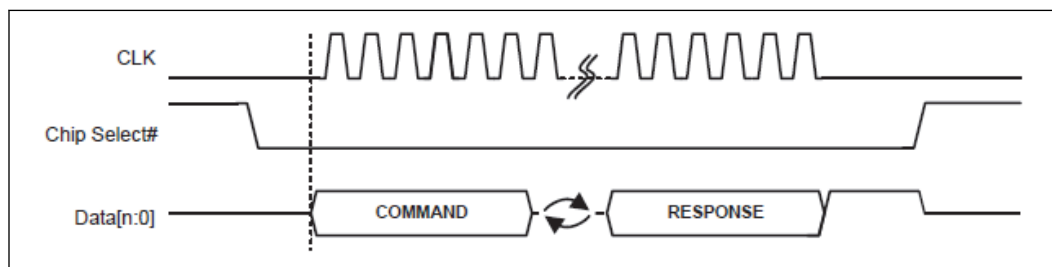 CLK
Chip Select#
Data[n:0]
COMMAND
RESPONSE